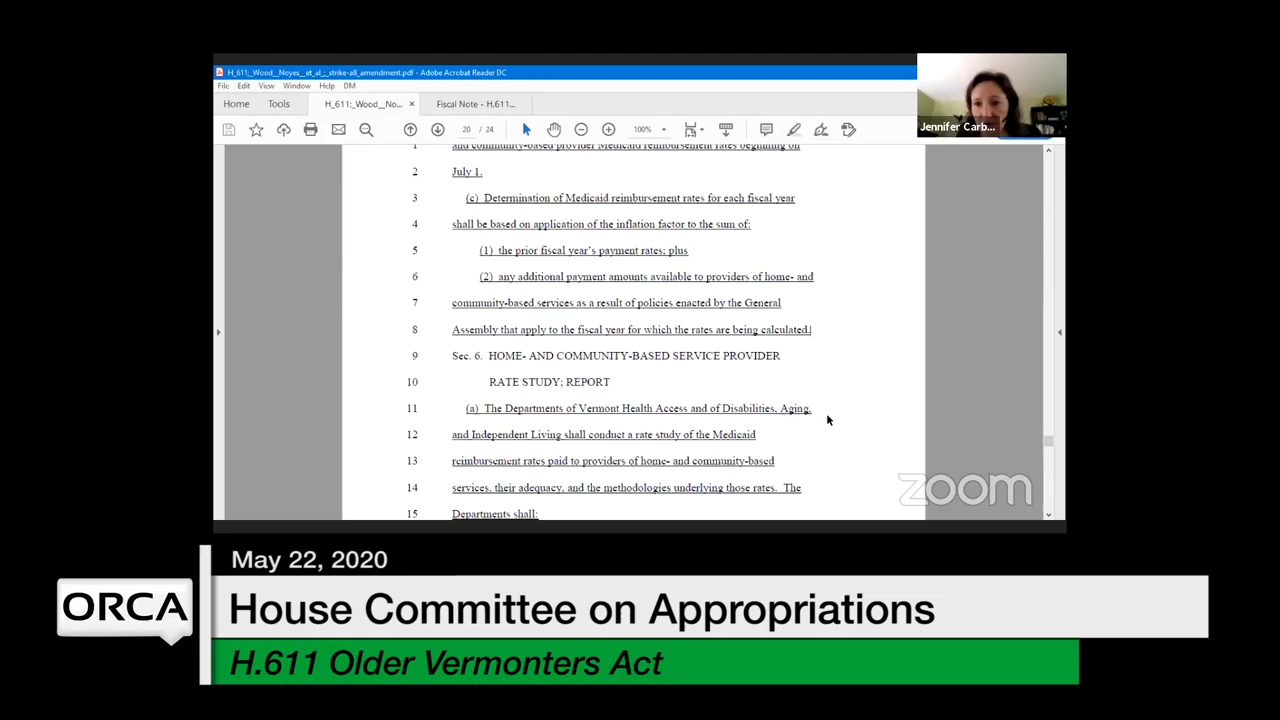 H_611;_Wood__Noyes__et_al_;_strike-all_amendment.pdf - Adobe Acrobat Reader DC
File Edit View Window Help DM
Home Tools H_611;_Wood__No... × Fiscal Note - H.611...
20 / 24 100%
Jennifer Carb...
1 and community-based provider Medicaid reimbursement rates beginning on
2 July 1.
3 (c) Determination of Medicaid reimbursement rates for each fiscal year
4 shall be based on application of the inflation factor to the sum of:
5 (1) the prior fiscal year’s payment rates; plus
6 (2) any additional payment amounts available to providers of home- and
7 community-based services as a result of policies enacted by the General
8 Assembly that apply to the fiscal year for which the rates are being calculated.
9 Sec. 6. HOME- AND COMMUNITY-BASED SERVICE PROVIDER
10 RATE STUDY; REPORT
11 (a) The Departments of Vermont Health Access and of Disabilities, Aging,
12 and Independent Living shall conduct a rate study of the Medicaid
13 reimbursement rates paid to providers of home- and community-based
14 services, their adequacy, and the methodologies underlying those rates. The
15 Departments shall:
zoom
May 22, 2020
ORCA
House Committee on Appropriations
H.611 Older Vermonters Act